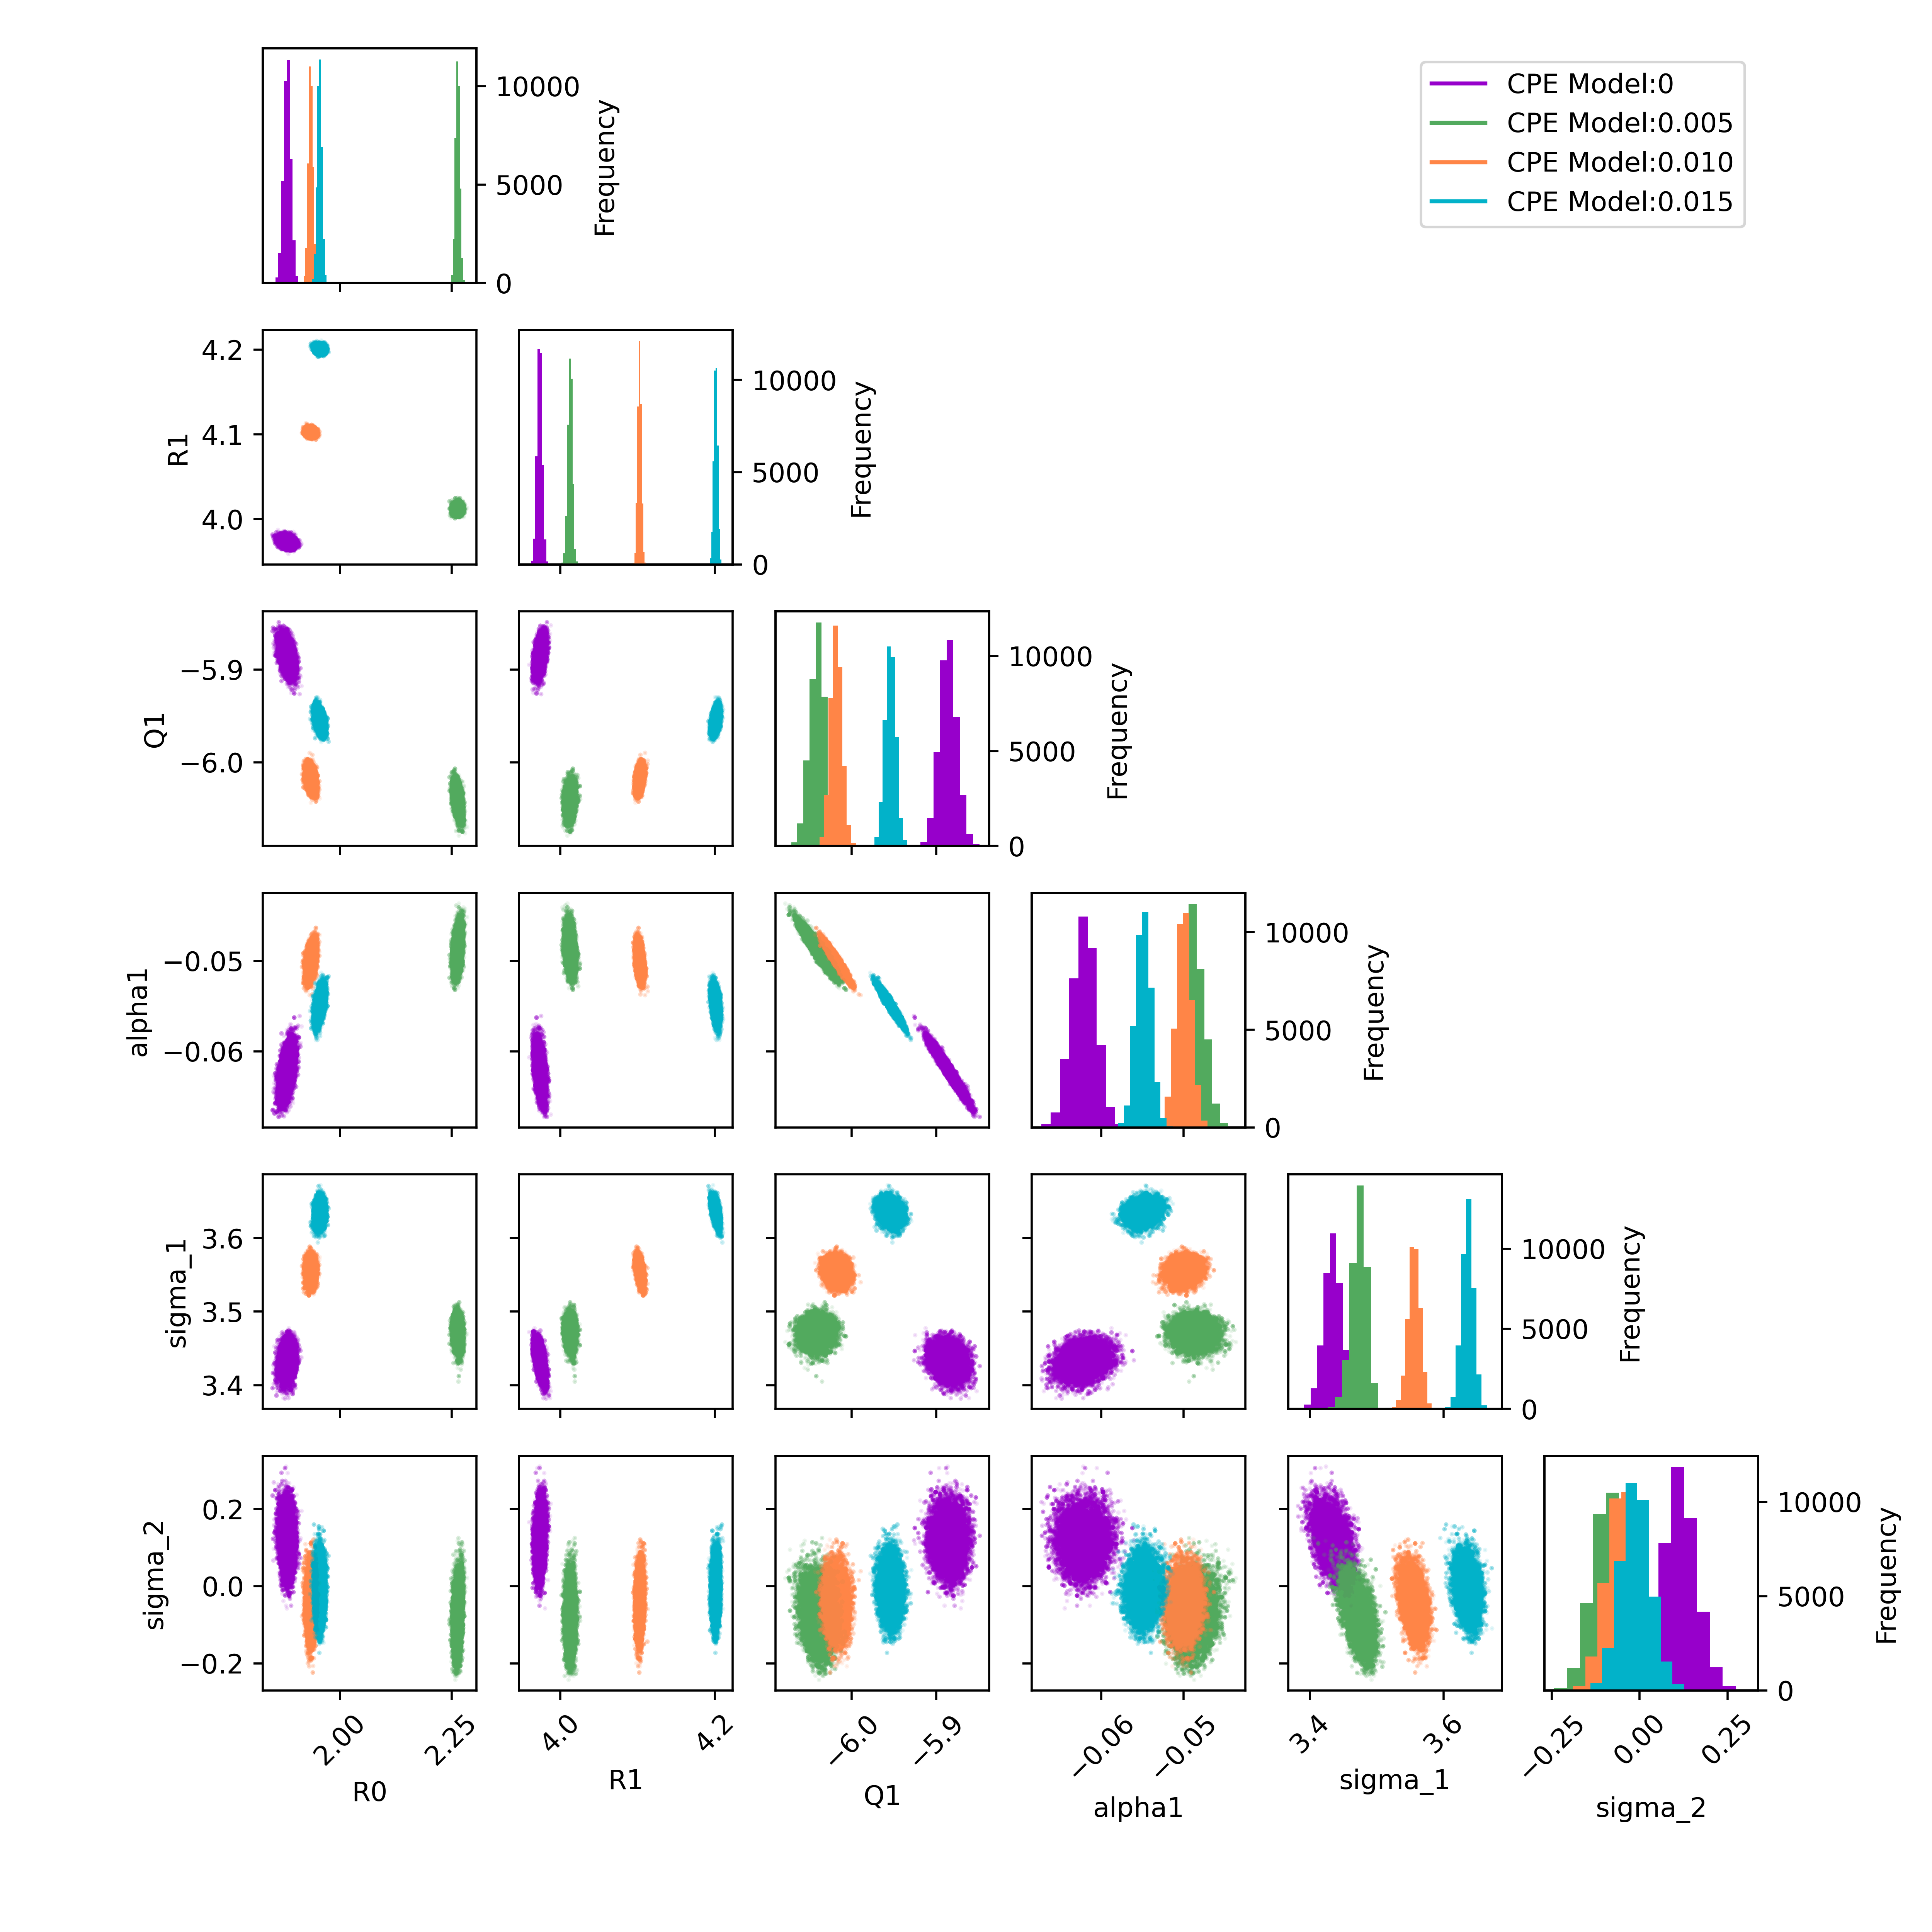 CPE Model:0
CPE Model:0.005
CPE Model:0.010
CPE Model:0.015
10000
5000
0
Frequency
4.2
4.1
4.0
R1
10000
5000
0
Frequency
−5.9
−6.0
Q1
10000
5000
0
Frequency
−0.05
−0.06
alpha1
10000
5000
0
Frequency
3.6
3.5
3.4
sigma_1
10000
5000
0
Frequency
0.2
0.0
−0.2
sigma_2
10000
5000
0
Frequency
2.00
2.25
R0
4.0
4.2
R1
−6.0
−5.9
Q1
−0.06
−0.05
alpha1
3.4
3.6
sigma_1
−0.25
0.00
0.25
sigma_2